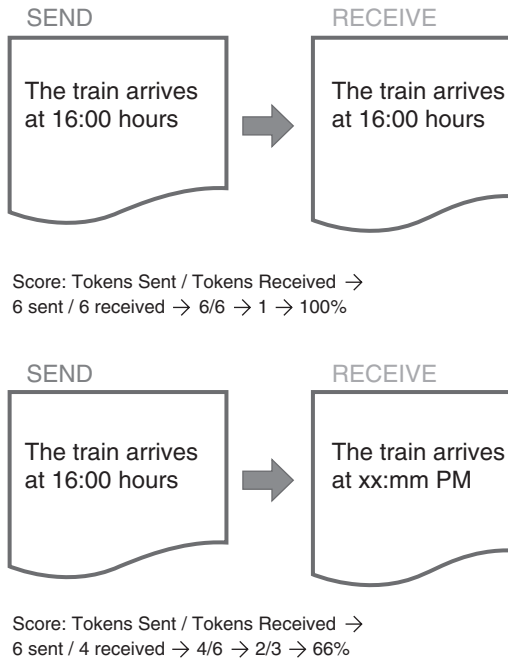 SEND
RECEIVE
The train arrives
at 16:00 hours
The train arrives
at 16:00 hours
Score: Tokens Sent / Tokens Received →
6 sent / 6 received → 6/6 → 1 → 100%
SEND
RECEIVE
The train arrives
at 16:00 hours
The train arrives
at xx:mm PM
Score: Tokens Sent / Tokens Received →
6 sent / 4 received → 4/6 → 2/3 → 66%